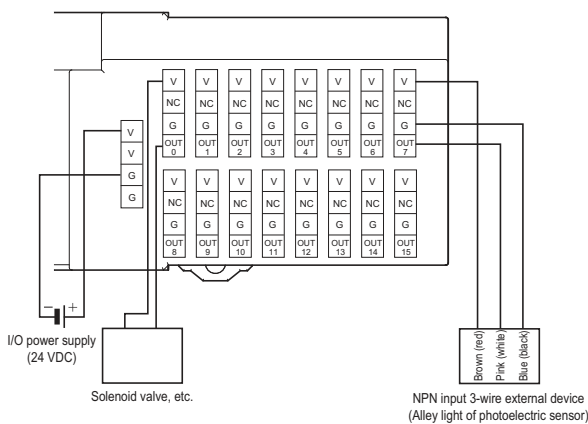 V V V V V V V V
NC NC NC NC NC NC NC NC
G G G G G G G G
OUT 0 OUT 1 OUT 2 OUT 3 OUT 4 OUT 5 OUT 6 OUT 7
V
V
G
G
V V V V V V V V
NC NC NC NC NC NC NC NC
G G G G G G G G
OUT 8 OUT 9 OUT 10 OUT 11 OUT 12 OUT 13 OUT 14 OUT 15
− +
I/O power supply
(24 VDC)
Solenoid valve, etc.
Brown (red)
Pink (white)
Blue (black)
NPN input 3-wire external device
(Alley light of photoelectric sensor)